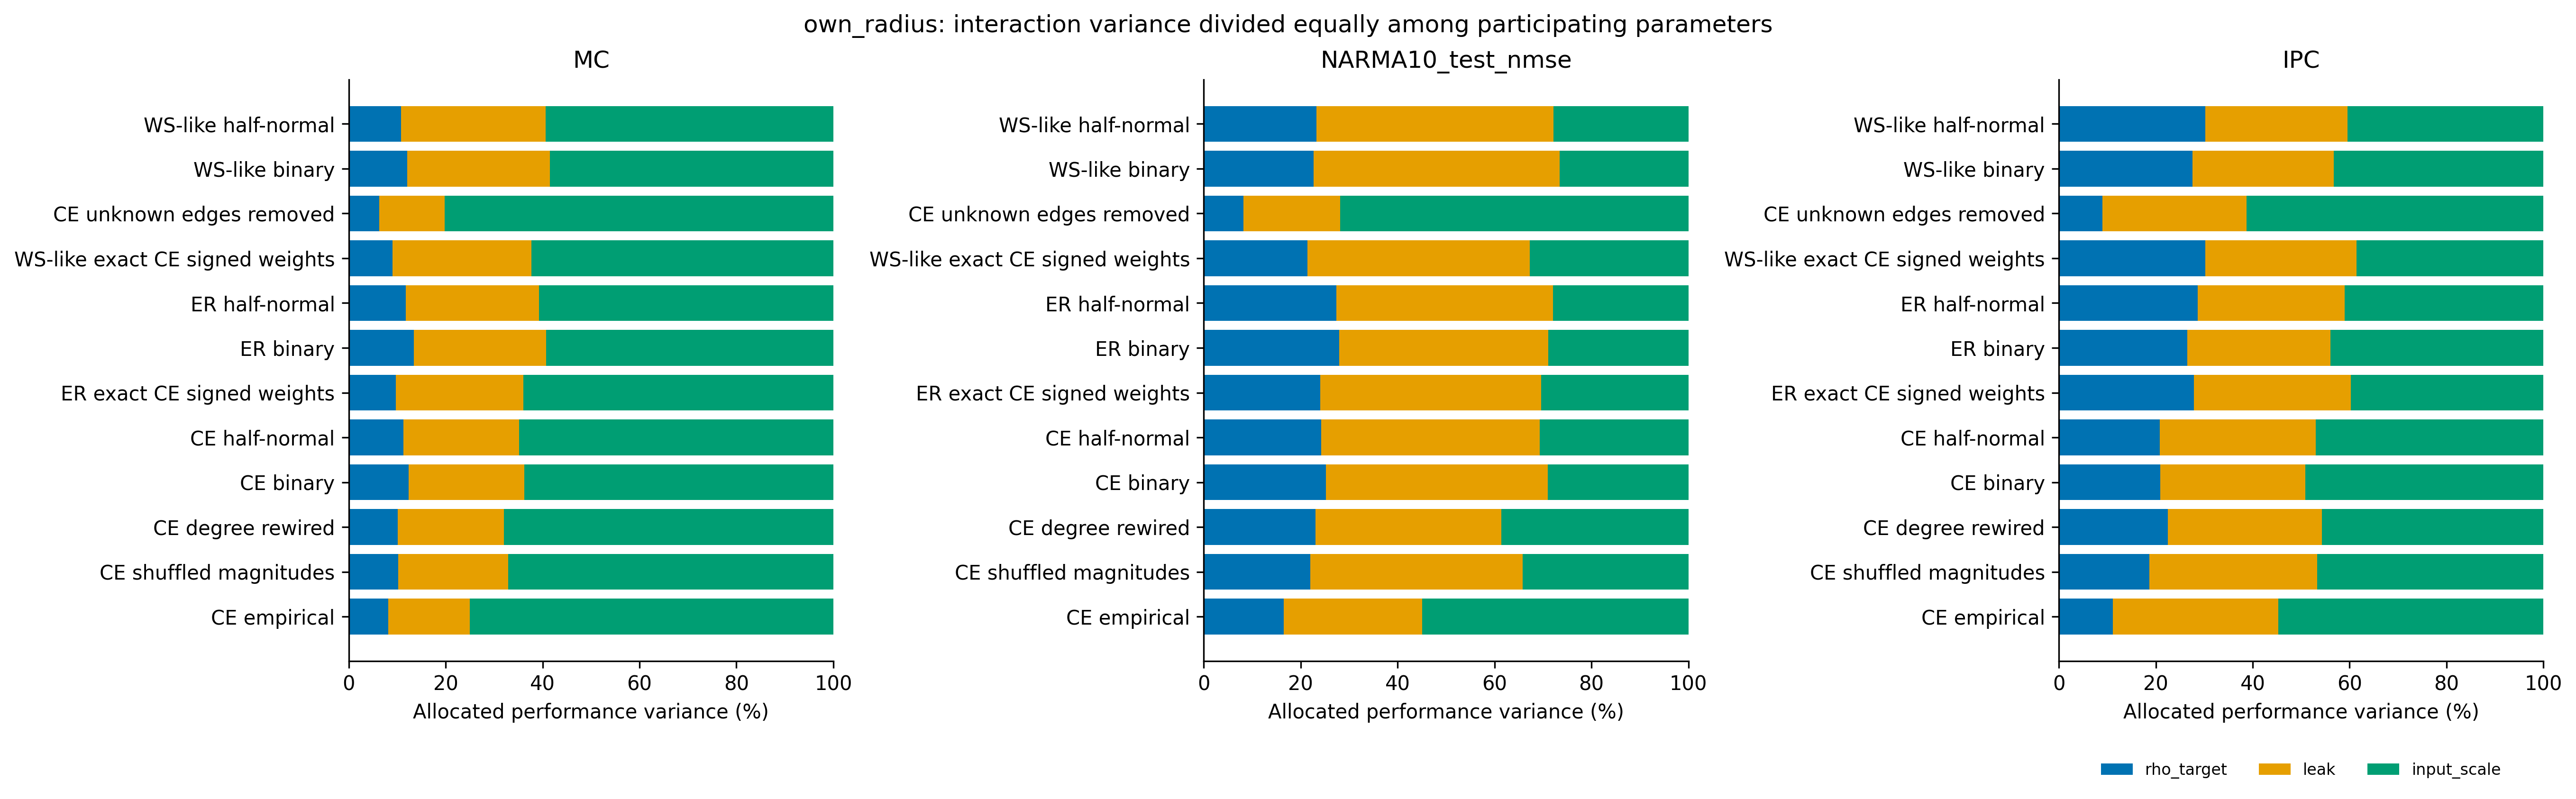 own_radius: interaction variance divided equally among participating parameters
MC
WS-like half-normal
WS-like binary
CE unknown edges removed
WS-like exact CE signed weights
ER half-normal
ER binary
ER exact CE signed weights
CE half-normal
CE binary
CE degree rewired
CE shuffled magnitudes
CE empirical
0 20 40 60 80 100
Allocated performance variance (%)
NARMA10_test_nmse
WS-like half-normal
WS-like binary
CE unknown edges removed
WS-like exact CE signed weights
ER half-normal
ER binary
ER exact CE signed weights
CE half-normal
CE binary
CE degree rewired
CE shuffled magnitudes
CE empirical
0 20 40 60 80 100
Allocated performance variance (%)
IPC
WS-like half-normal
WS-like binary
CE unknown edges removed
WS-like exact CE signed weights
ER half-normal
ER binary
ER exact CE signed weights
CE half-normal
CE binary
CE degree rewired
CE shuffled magnitudes
CE empirical
0 20 40 60 80 100
Allocated performance variance (%)
rho_target leak input_scale